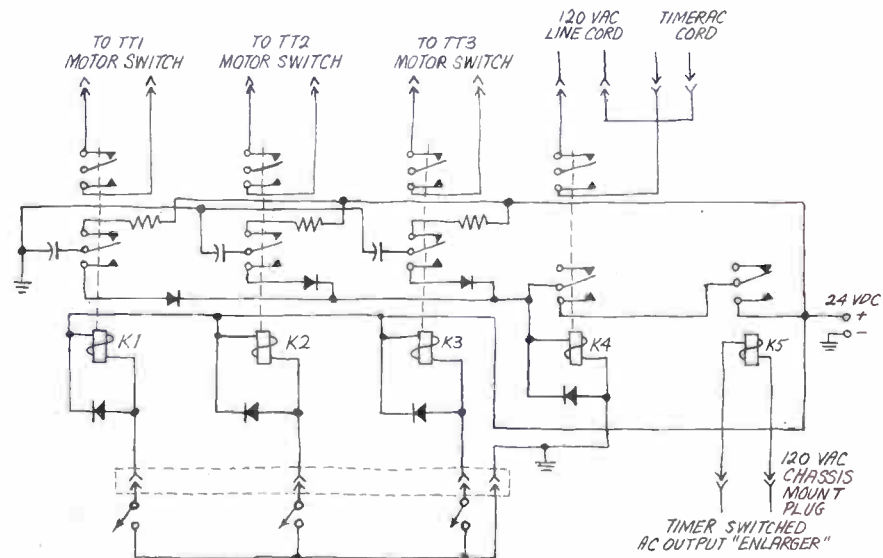 TO TT1
MOTOR SWITCH
TO TT2
MOTOR SWITCH
TO TT3
MOTOR SWITCH
120 VAC
LINE CORD
TIMERAC
CORD
24 VDC
+
-
K1
K2
K3
K4
K5
120 VAC
CHASSIS
MOUNT
PLUG
TIMER SWITCHED
AC OUTPUT "ENLARGER"